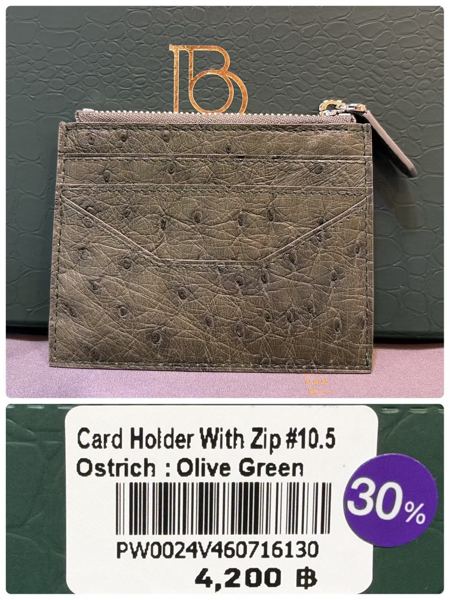 B
Card Holder With Zip #10.5
Ostrich : Olive Green
PW0024V460716130
4,200 ฿
30%